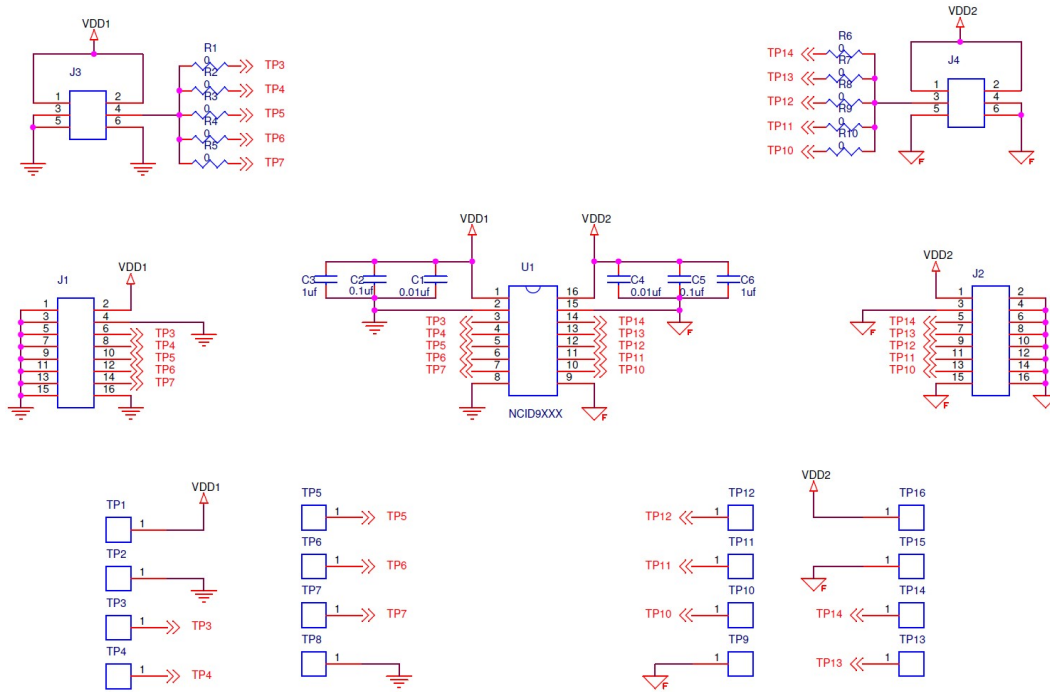 VDD1
J3
1 2
3 4
5 6
R1
0
TP3
R2
0
TP4
R3
0
TP5
R4
0
TP6
R5
0
TP7
VDD2
J4
1 2
3 4
5 6
R6
0
TP14
R7
0
TP13
R8
0
TP12
R9
0
TP11
R10
0
TP10
F
F
VDD1
J1
1 2
3 4
5 6 TP3
7 8 TP4
9 10 TP5
11 12 TP6
13 14 TP7
15 16
VDD1
VDD2
C3
1uf
C2
0.1uf
C1
0.01uf
U1
C4
0.01uf
C5
0.1uf
C6
1uf
1 16
2 15
TP3 3 14 TP14
TP4 4 13 TP13
TP5 5 12 TP12
TP6 6 11 TP11
TP7 7 10 TP10
8 9
F
F
NCID9XXX
VDD2
J2
1 2
3 4
TP14 5 6
TP13 7 8
TP12 9 10
TP11 11 12
TP10 13 14
15 16
F
F
F
VDD1
TP1
1
TP2
1
TP3
1 TP3
TP4
1 TP4
TP5
1 TP5
TP6
1 TP6
TP7
1 TP7
TP8
1
TP12
TP12 1
TP11
TP11 1
TP10
TP10 1
TP9
1
F
VDD2
TP16
1
TP15
1
F
TP14
TP14 1
TP13
TP13 1